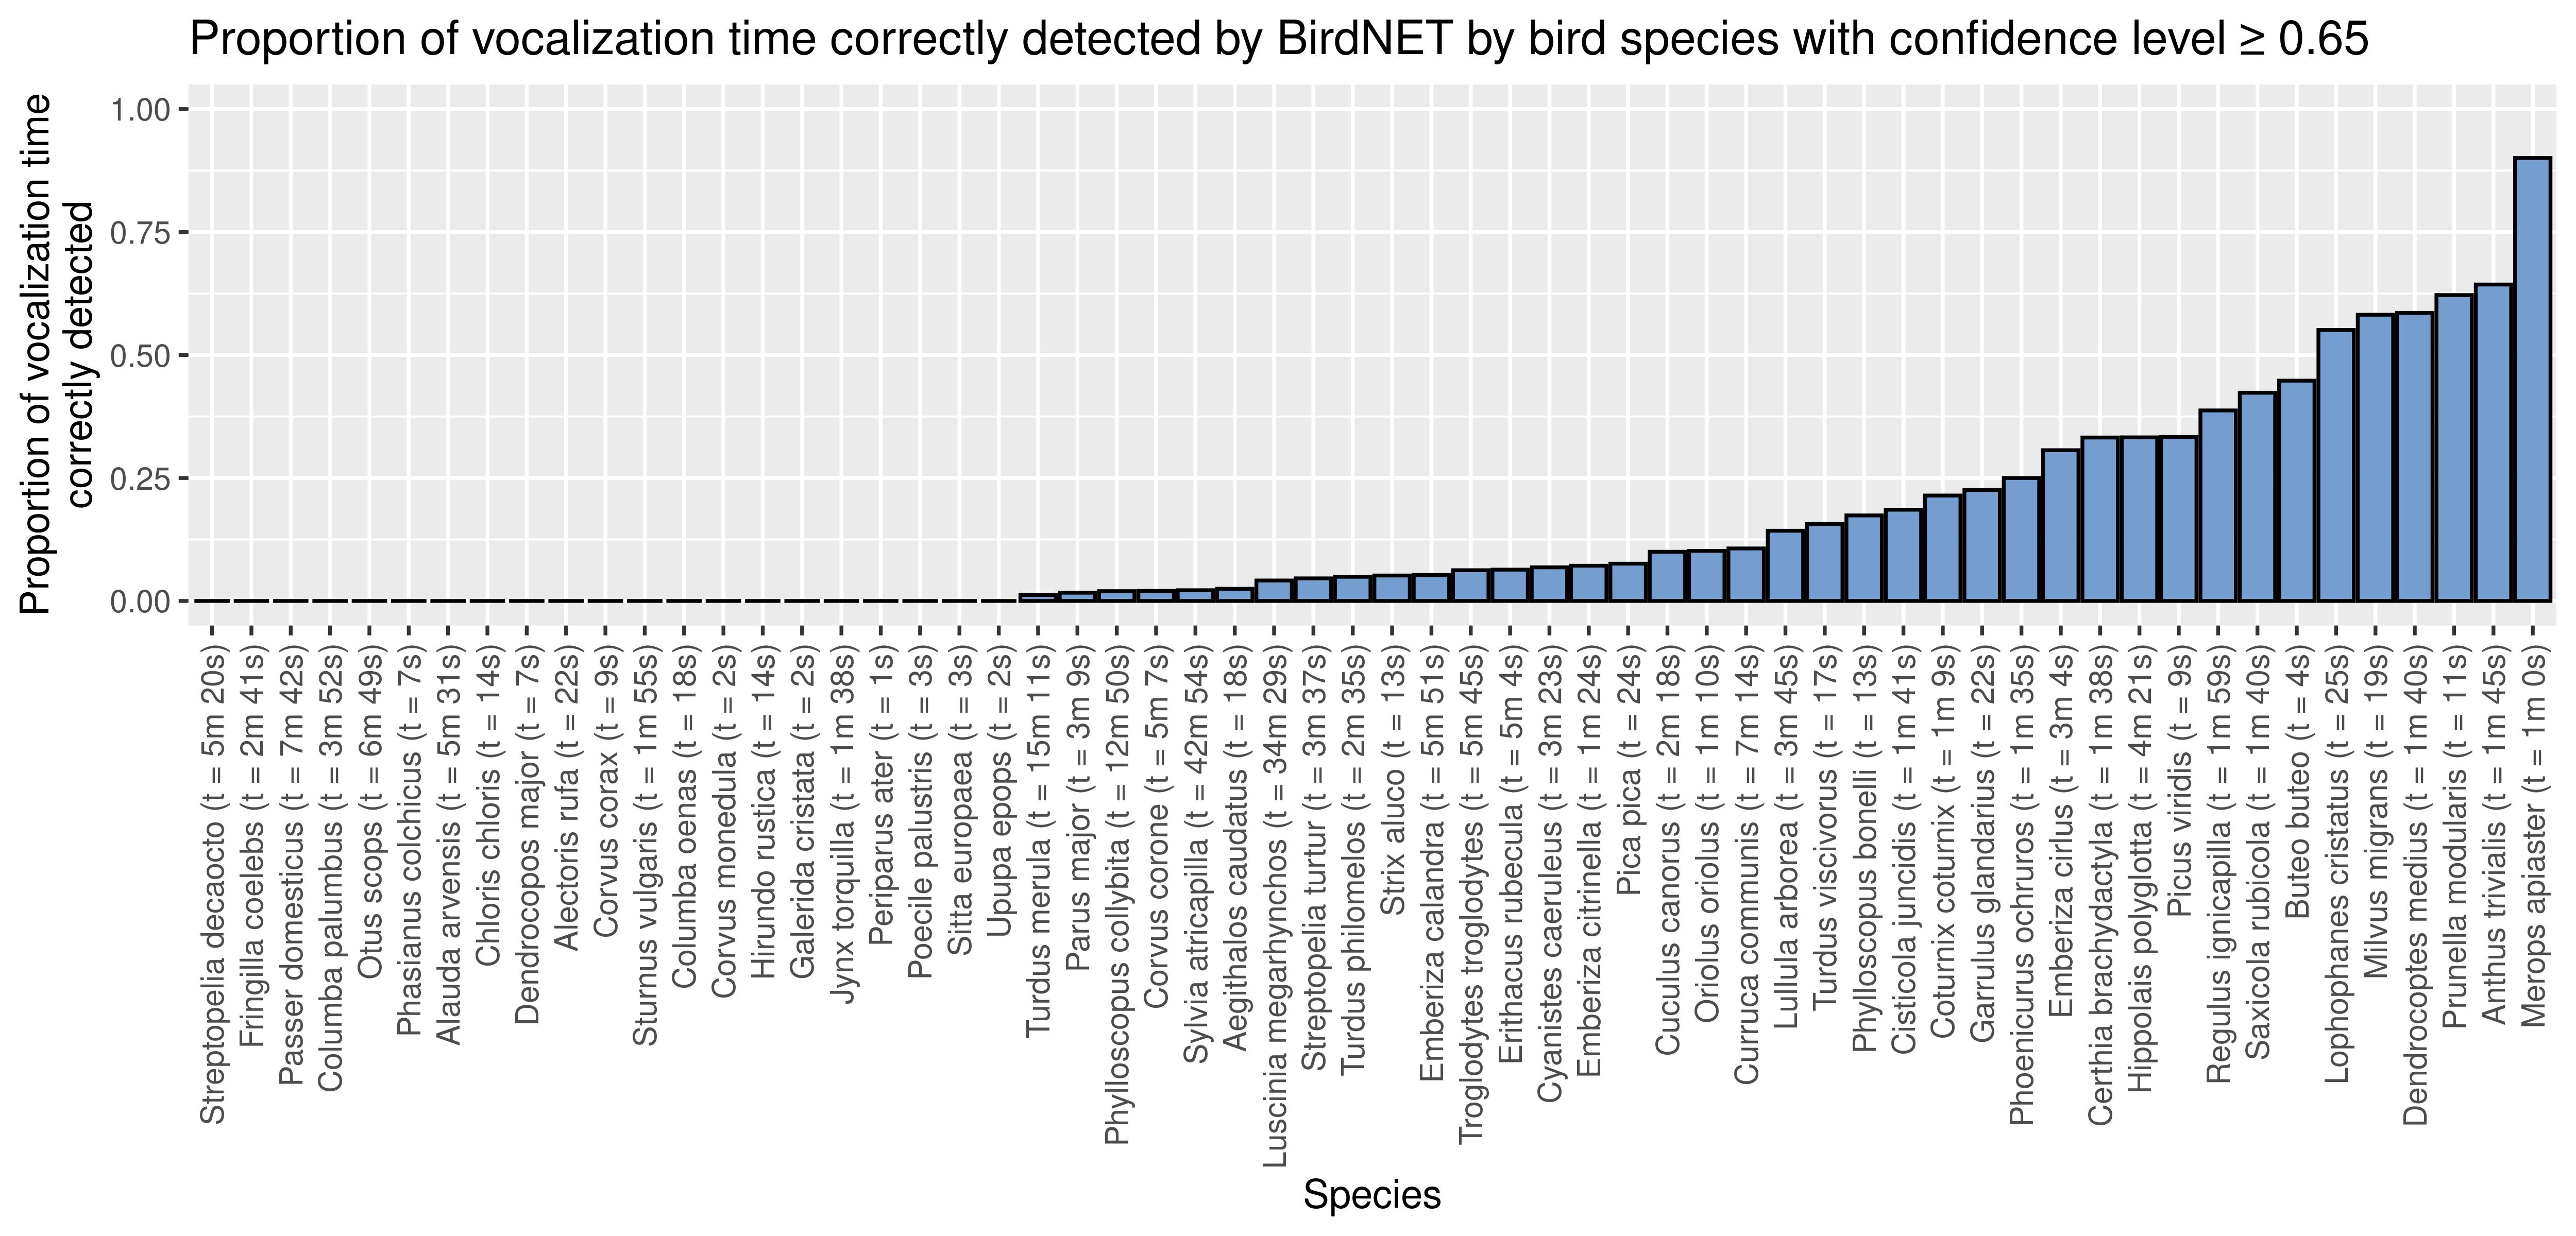 Proportion of vocalization time correctly detected by BirdNET by bird species with confidence level ≥ 0.65
Proportion of vocalization time
correctly detected
1.00
0.75
0.50
0.25
0.00
Streptopelia decaocto (t = 5m 20s)
Fringilla coelebs (t = 2m 41s)
Passer domesticus (t = 7m 42s)
Columba palumbus (t = 3m 52s)
Otus scops (t = 6m 49s)
Phasianus colchicus (t = 7s)
Alauda arvensis (t = 5m 31s)
Chloris chloris (t = 14s)
Dendrocopos major (t = 7s)
Alectoris rufa (t = 22s)
Corvus corax (t = 9s)
Sturnus vulgaris (t = 1m 55s)
Columba oenas (t = 18s)
Corvus monedula (t = 2s)
Hirundo rustica (t = 14s)
Galerida cristata (t = 2s)
Jynx torquilla (t = 1m 38s)
Periparus ater (t = 1s)
Poecile palustris (t = 3s)
Sitta europaea (t = 3s)
Upupa epops (t = 2s)
Turdus merula (t = 15m 11s)
Parus major (t = 3m 9s)
Phylloscopus collybita (t = 12m 50s)
Corvus corone (t = 5m 7s)
Sylvia atricapilla (t = 42m 54s)
Aegithalos caudatus (t = 18s)
Luscinia megarhynchos (t = 34m 29s)
Streptopelia turtur (t = 3m 37s)
Turdus philomelos (t = 2m 35s)
Strix aluco (t = 13s)
Emberiza calandra (t = 5m 51s)
Troglodytes troglodytes (t = 5m 45s)
Erithacus rubecula (t = 5m 4s)
Cyanistes caeruleus (t = 3m 23s)
Emberiza citrinella (t = 1m 24s)
Pica pica (t = 24s)
Cuculus canorus (t = 2m 18s)
Oriolus oriolus (t = 1m 10s)
Curruca communis (t = 7m 14s)
Lullula arborea (t = 3m 45s)
Turdus viscivorus (t = 17s)
Phylloscopus bonelli (t = 13s)
Cisticola juncidis (t = 1m 41s)
Coturnix coturnix (t = 1m 9s)
Garrulus glandarius (t = 22s)
Phoenicurus ochruros (t = 1m 35s)
Emberiza cirlus (t = 3m 4s)
Certhia brachydactyla (t = 1m 38s)
Hippolais polyglotta (t = 4m 21s)
Picus viridis (t = 9s)
Regulus ignicapilla (t = 1m 59s)
Saxicola rubicola (t = 1m 40s)
Buteo buteo (t = 4s)
Lophophanes cristatus (t = 25s)
Milvus migrans (t = 19s)
Dendrocoptes medius (t = 1m 40s)
Prunella modularis (t = 11s)
Anthus trivialis (t = 1m 45s)
Merops apiaster (t = 1m 0s)
Species